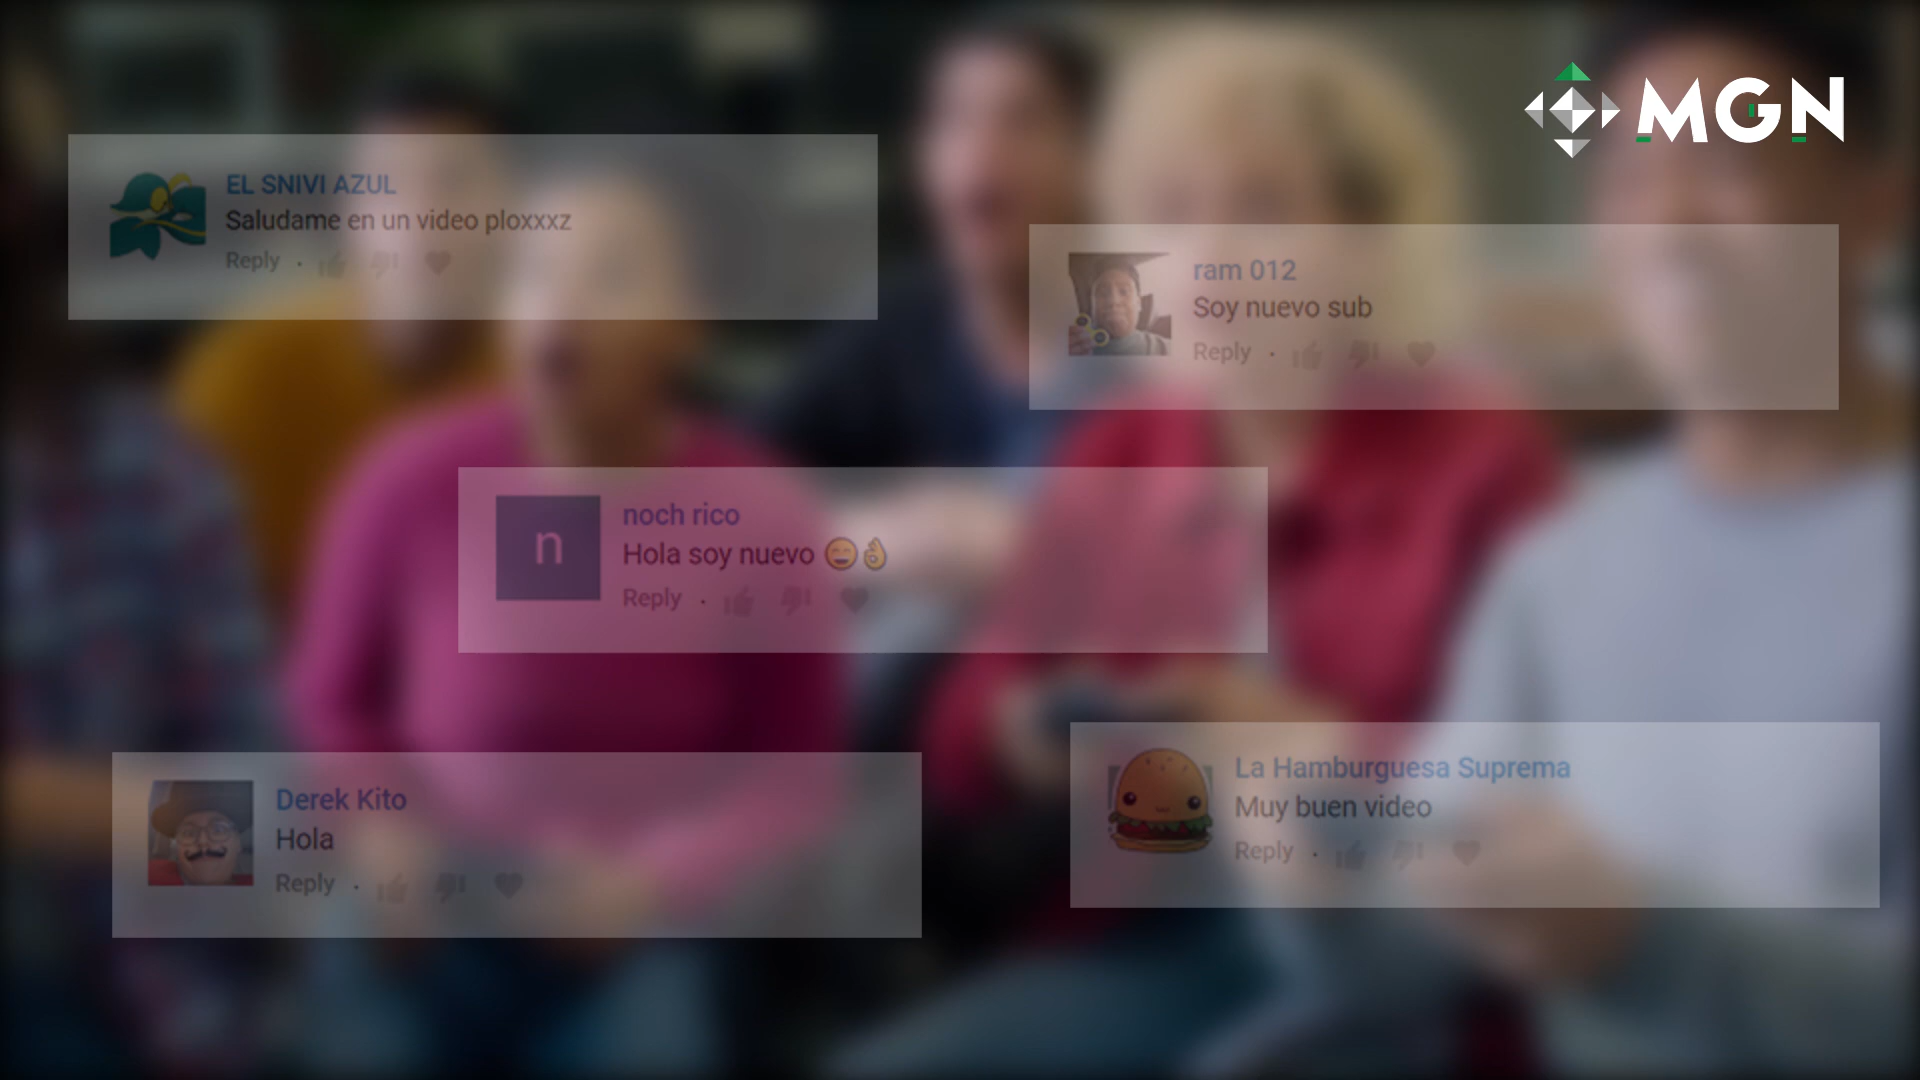 MGN
EL SNIVI AZUL
Saludame en un video ploxxxz
Reply
ram 012
Soy nuevo sub
Reply
n
noch rico
Hola soy nuevo 😄👌
Reply
Derek Kito
Hola
Reply
La Hamburguesa Suprema
Muy buen video
Reply